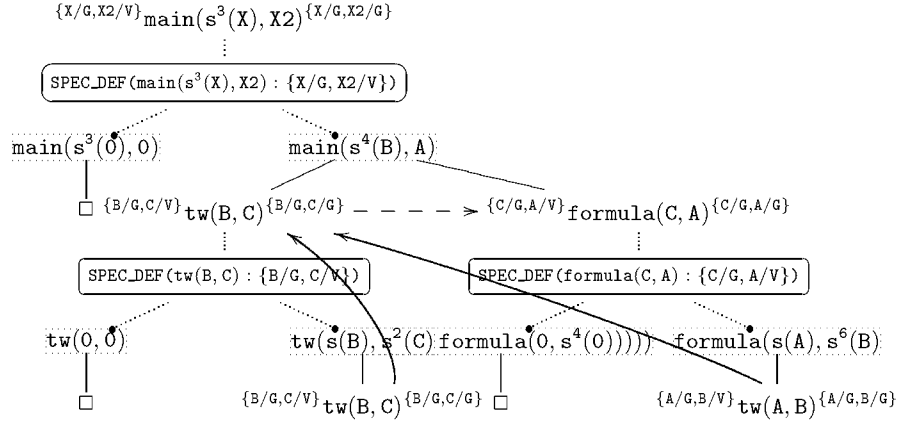 {X/G,X2/V}main(s³(X), X2){X/G,X2/G}
SPEC_DEF(main(s³(X), X2) : {X/G, X2/V})
main(s³(0), 0) main(s⁴(B), A)
□ {B/G,C/V}tw(B, C){B/G,C/G} {C/G,A/V}formula(C, A){C/G,A/G}
SPEC_DEF(tw(B, C) : {B/G, C/V}) SPEC_DEF(formula(C, A) : {C/G, A/V})
tw(0, 0) tw(s(B), s²(C) formula(0, s⁴(0))))) formula(s(A), s⁶(B)
□ {B/G,C/V}tw(B, C){B/G,C/G} □ {A/G,B/V}tw(A, B){A/G,B/G}